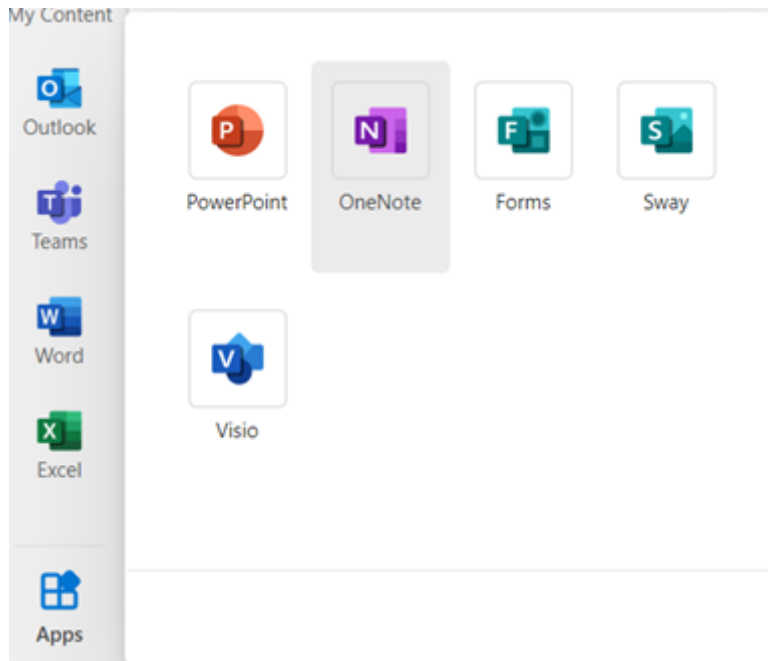 My Content
Outlook
Teams
Word
Excel
Apps
PowerPoint
OneNote
Forms
Sway
Visio